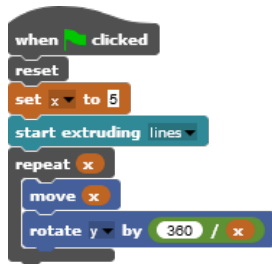 when clicked
reset
set x to 5
start extruding lines
repeat x
move x
rotate y by 360 / x